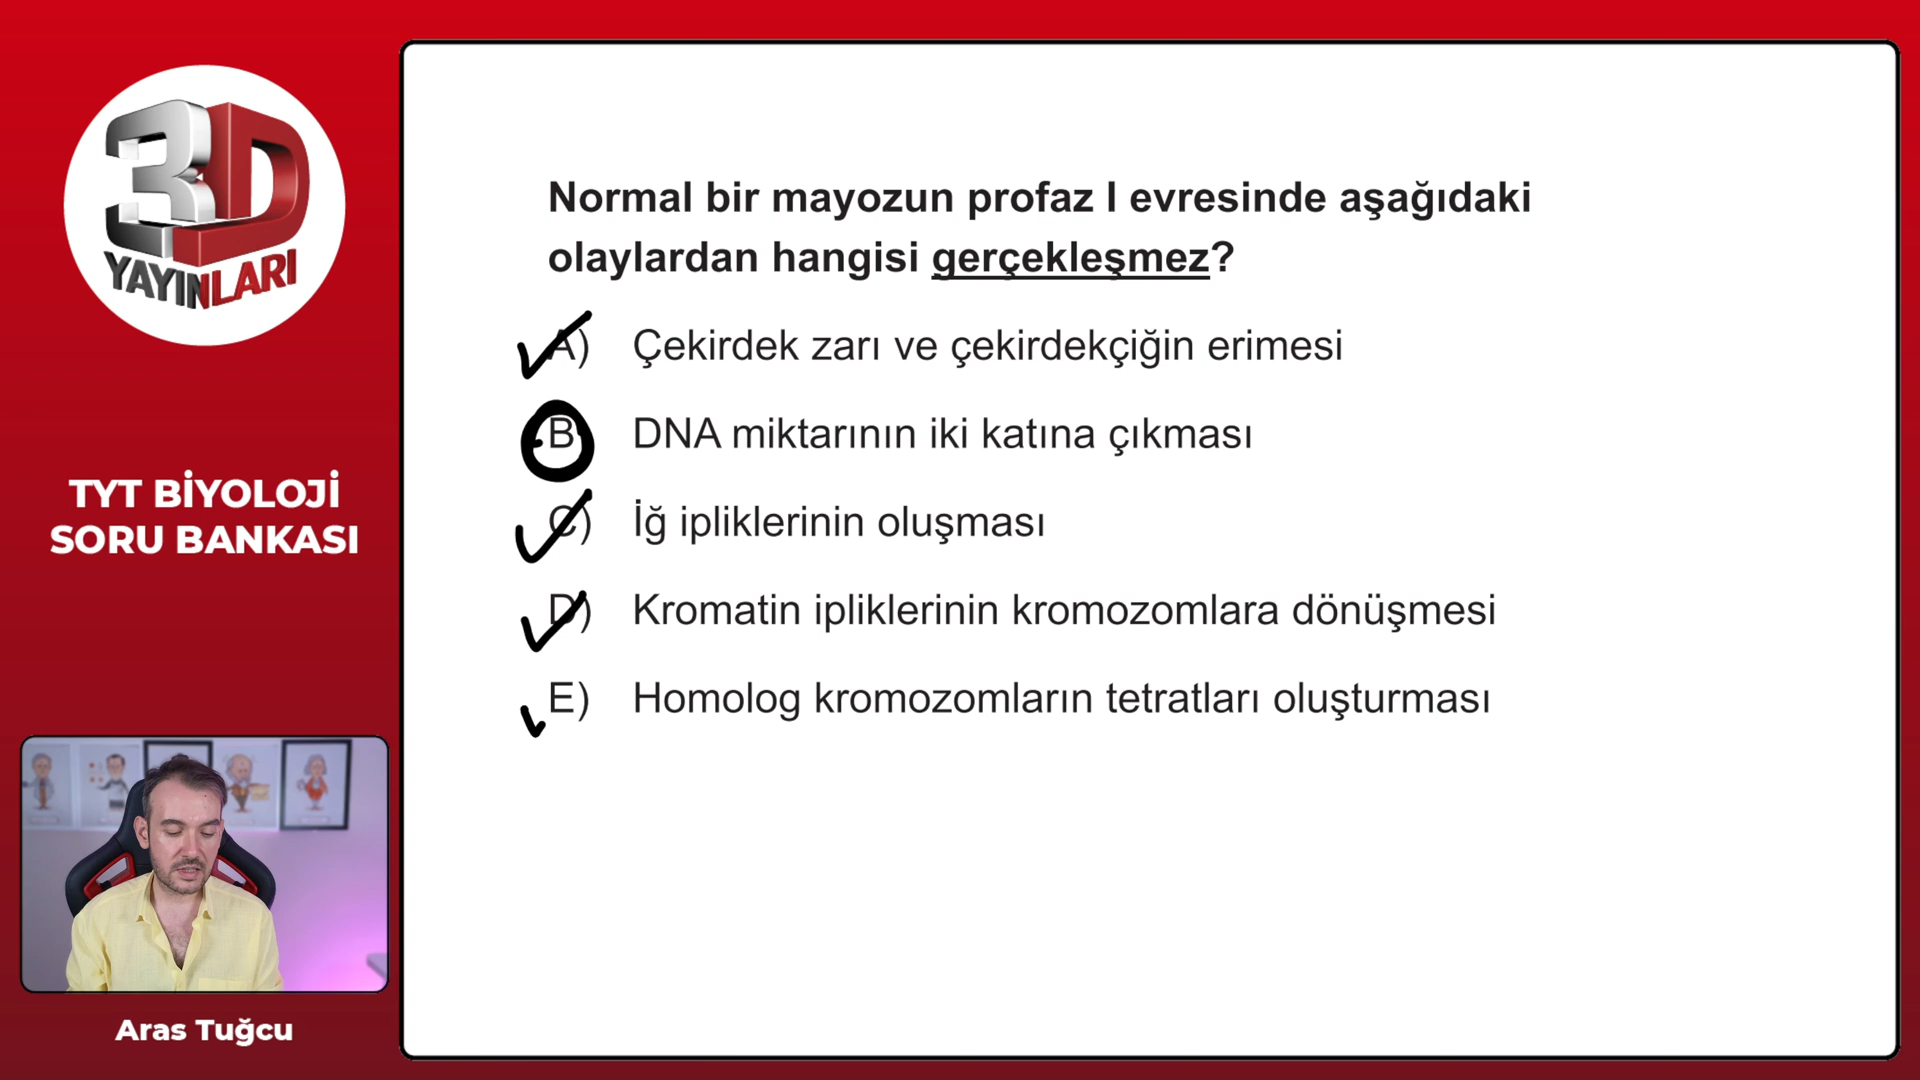 3D
YAYINLARI
TYT BİYOLOJİ
SORU BANKASI
Aras Tuğcu
Normal bir mayozun profaz I evresinde aşağıdaki
olaylardan hangisi gerçekleşmez?
A) Çekirdek zarı ve çekirdekçiğin erimesi
B) DNA miktarının iki katına çıkması
C) İğ ipliklerinin oluşması
D) Kromatin ipliklerinin kromozomlara dönüşmesi
E) Homolog kromozomların tetratları oluşturması